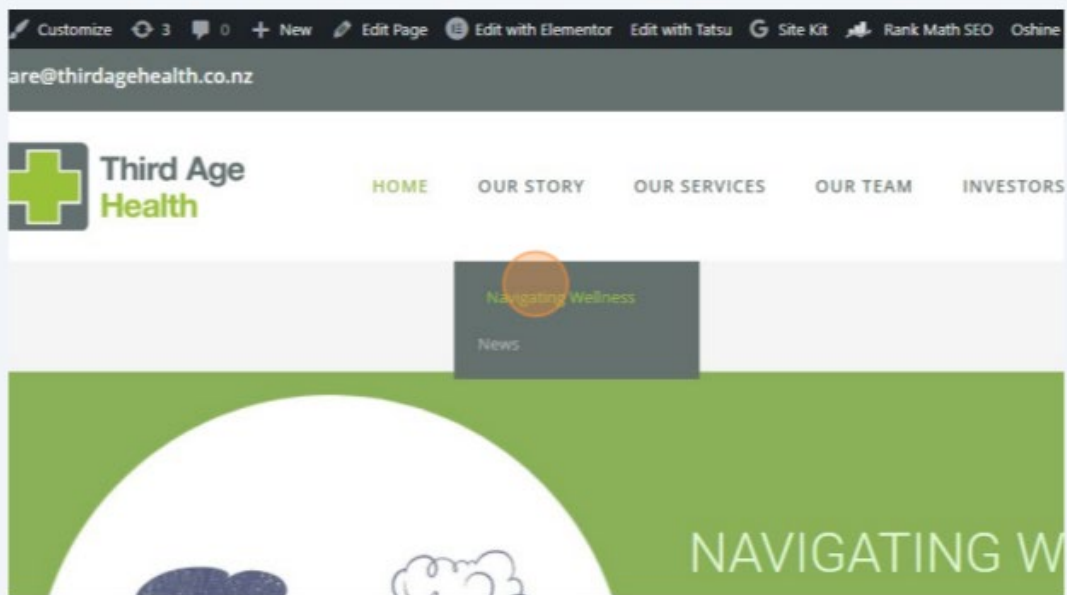 Customize 3 0 New Edit Page Edit with Elementor Edit with Tatsu Site Kit Rank Math SEO Oshine
are@thirdagehealth.co.nz
Third Age
Health
HOME OUR STORY OUR SERVICES OUR TEAM INVESTORS
Navigating Wellness
News
NAVIGATING W